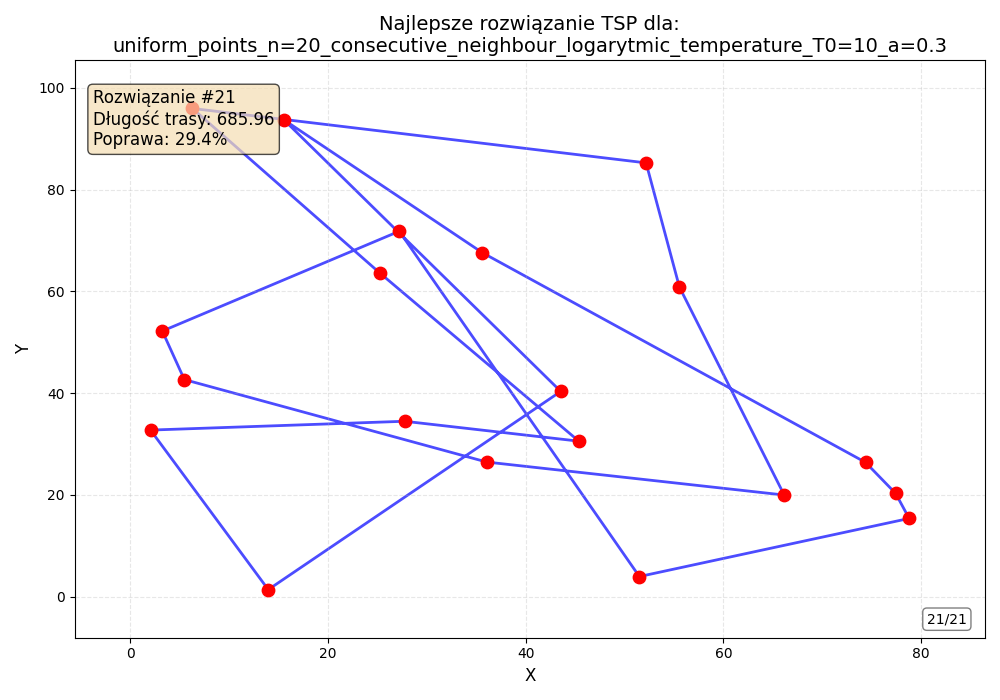 Najlepsze rozwiązanie TSP dla:
uniform_points_n=20_consecutive_neighbour_logarytmic_temperature_T0=10_a=0.3
Rozwiązanie #21
Długość trasy: 685.96
Poprawa: 29.4%
100
80
60
40
20
0
Y
21/21
0
20
40
60
80
X